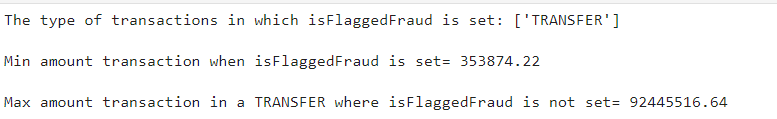 The type of transactions in which isFlaggedFraud is set: ['TRANSFER']
Min amount transaction when isFlaggedFraud is set= 353874.22
Max amount transaction in a TRANSFER where isFlaggedFraud is not set= 92445516.64